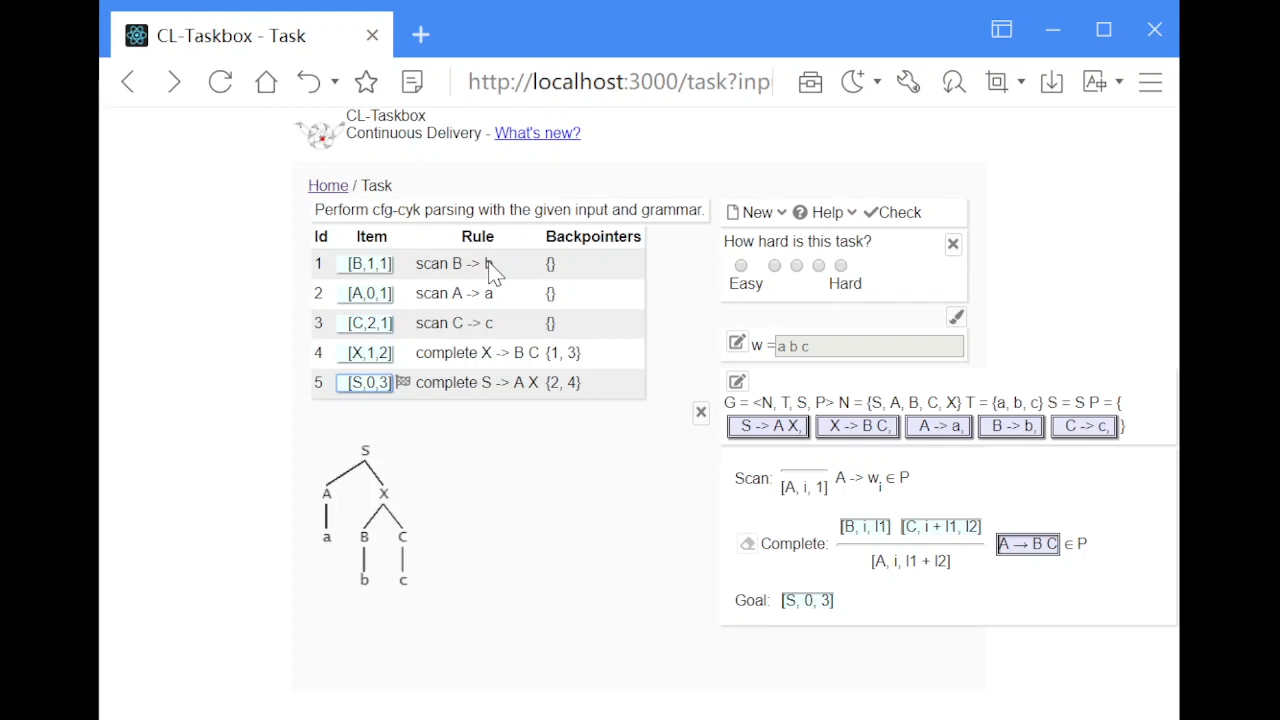 CL-Taskbox - Task
http://localhost:3000/task?inp
CL-Taskbox
Continuous Delivery - What's new?
Home / Task
Perform cfg-cyk parsing with the given input and grammar.
Id Item Rule Backpointers
1 [B,1,1] scan B -> b {}
2 [A,0,1] scan A -> a {}
3 [C,2,1] scan C -> c {}
4 [X,1,2] complete X -> B C {1, 3}
5 [S,0,3] complete S -> A X {2, 4}
S
A X
a B C
b c
New Help Check
How hard is this task?
Easy Hard
w = a b c
G = <N, T, S, P> N = {S, A, B, C, X} T = {a, b, c} S = S P = {
S -> A X, X -> B C, A -> a, B -> b, C -> c, }
Scan: [A, i, 1] A -> wi ∈ P
[B, i, l1] [C, i + l1, l2]
Complete: A → B C ∈ P
[A, i, l1 + l2]
Goal: [S, 0, 3]